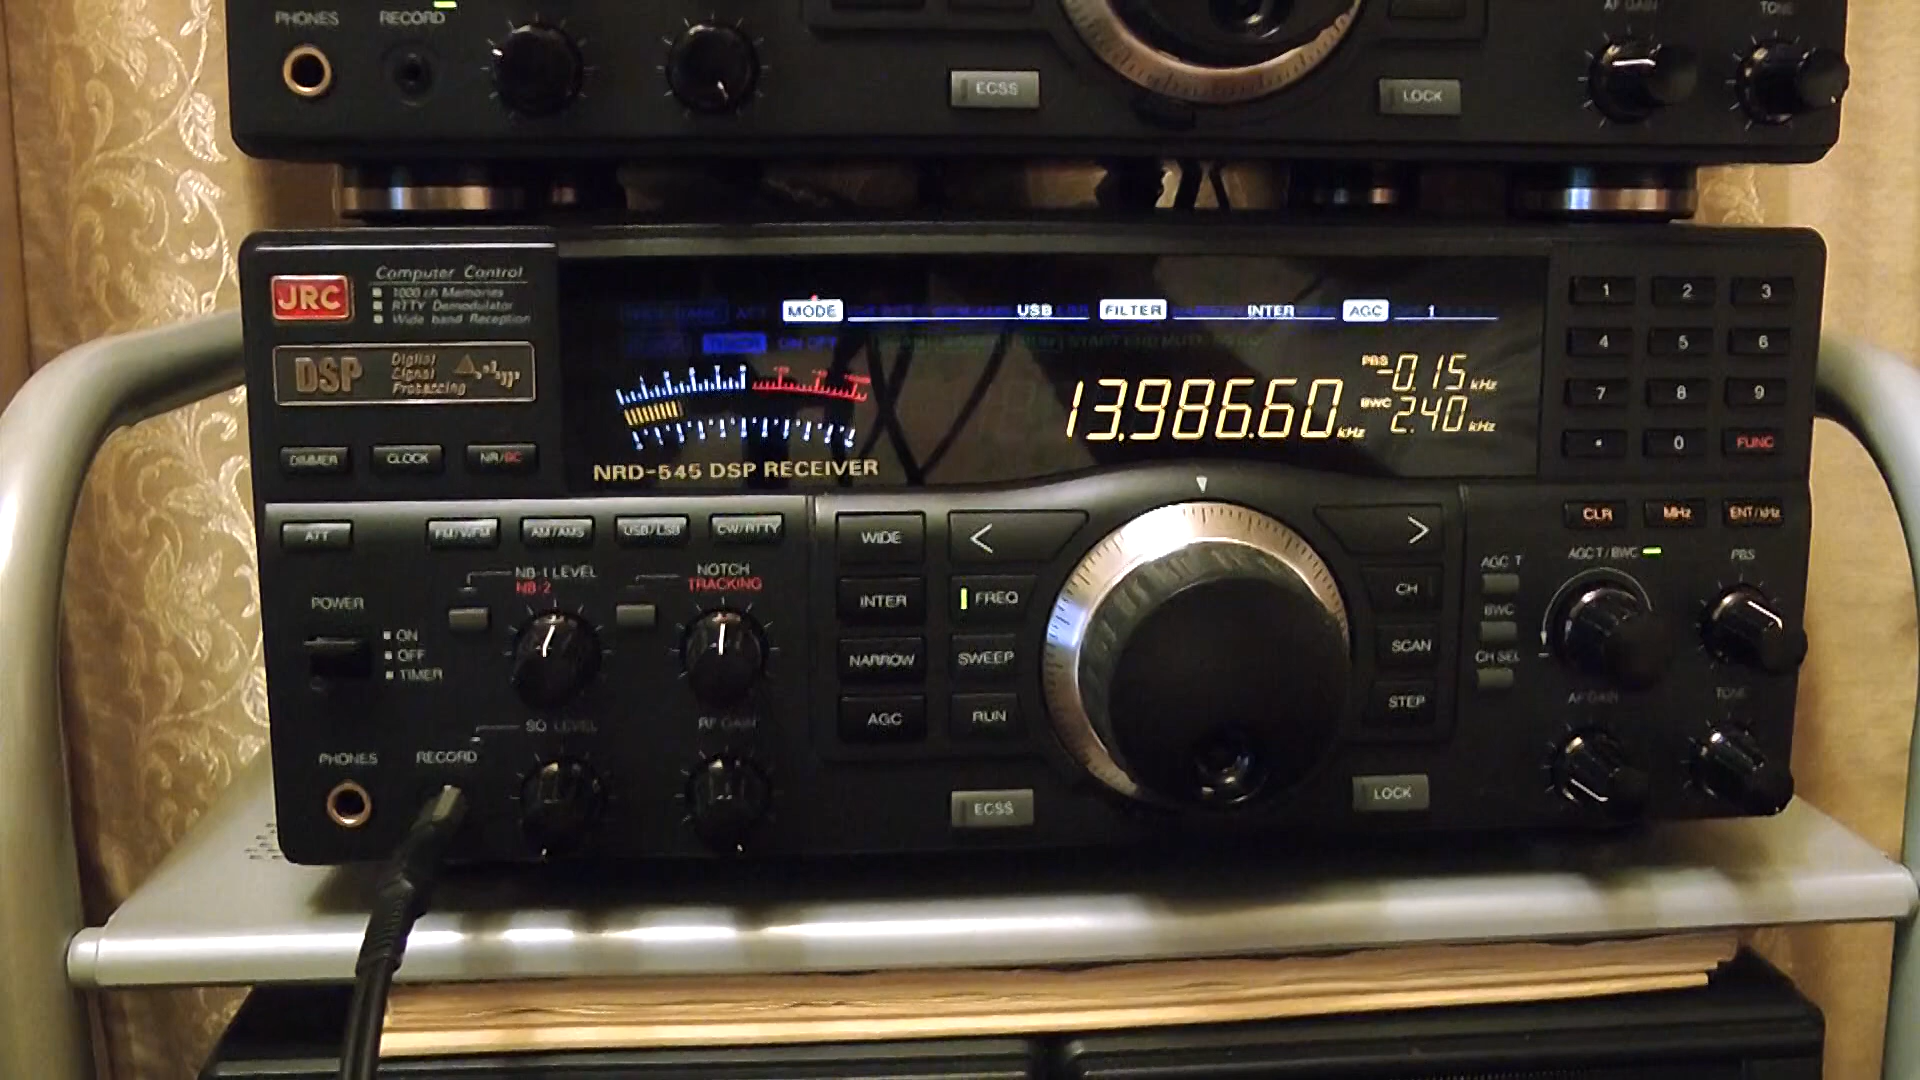 PHONES
RECORD
AF GAIN
TONE
ECSS
LOCK
JRC
Computer Control
1000 ch Memories
RTTY Demodulator
Wide band Reception
DSP
Digital
Signal
Processing
DIMMER
CLOCK
NR/BC
MODE
USB
FILTER
INTER
AGC
1
PBS -0.15 kHz
13,986.60 kHz
BWC 2.40 kHz
NRD-545 DSP RECEIVER
1
2
3
4
5
6
7
8
9
•
0
FUNC
CLR
MHz
ENT/kHz
ATT
FM/WFM
AM/AMS
USB/LSB
CW/RTTY
NB-1 LEVEL
NB-2
NOTCH
TRACKING
POWER
ON
OFF
TIMER
SQ LEVEL
RF GAIN
PHONES
RECORD
WIDE
INTER
NARROW
AGC
<
FREQ
SWEEP
RUN
ECSS
>
CH
SCAN
STEP
LOCK
AGC T
BWC
CH SEL
AGC T/BWC
PBS
AF GAIN
TONE